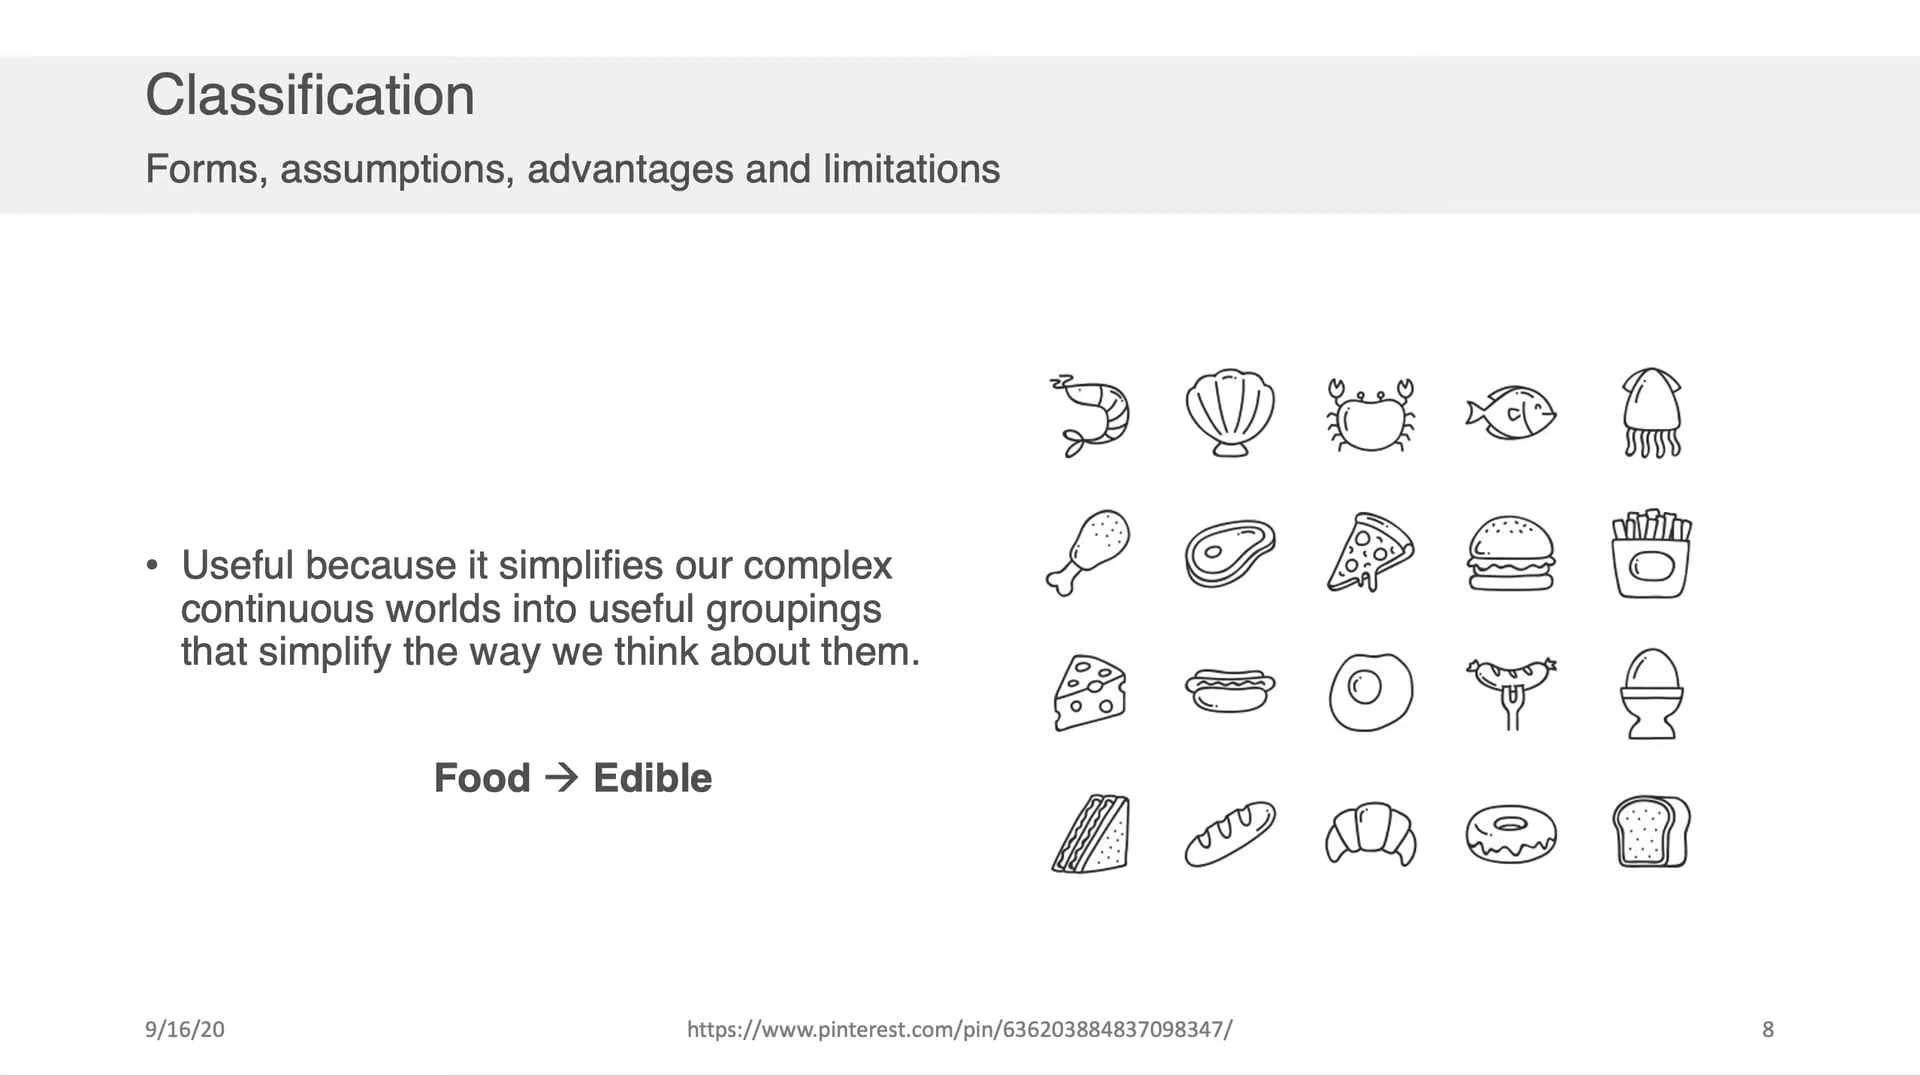 Classification
Forms, assumptions, advantages and limitations
• Useful because it simplifies our complex
continuous worlds into useful groupings
that simplify the way we think about them.
Food → Edible
9/16/20
https://www.pinterest.com/pin/636203884837098347/
8